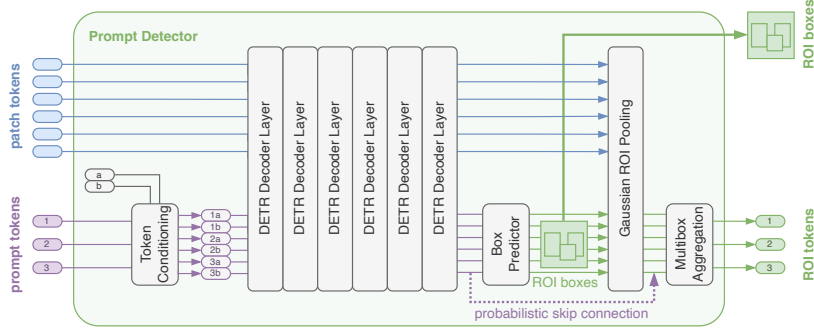 Prompt Detector
ROI boxes
patch tokens
prompt tokens
a
b
1
2
3
Token
Conditioning
1a
1b
2a
2b
3a
3b
DETR Decoder Layer
DETR Decoder Layer
DETR Decoder Layer
DETR Decoder Layer
DETR Decoder Layer
DETR Decoder Layer
Box
Predictor
ROI boxes
probabilistic skip connection
Gaussian ROI Pooling
Multibox
Aggregation
1
2
3
ROI tokens